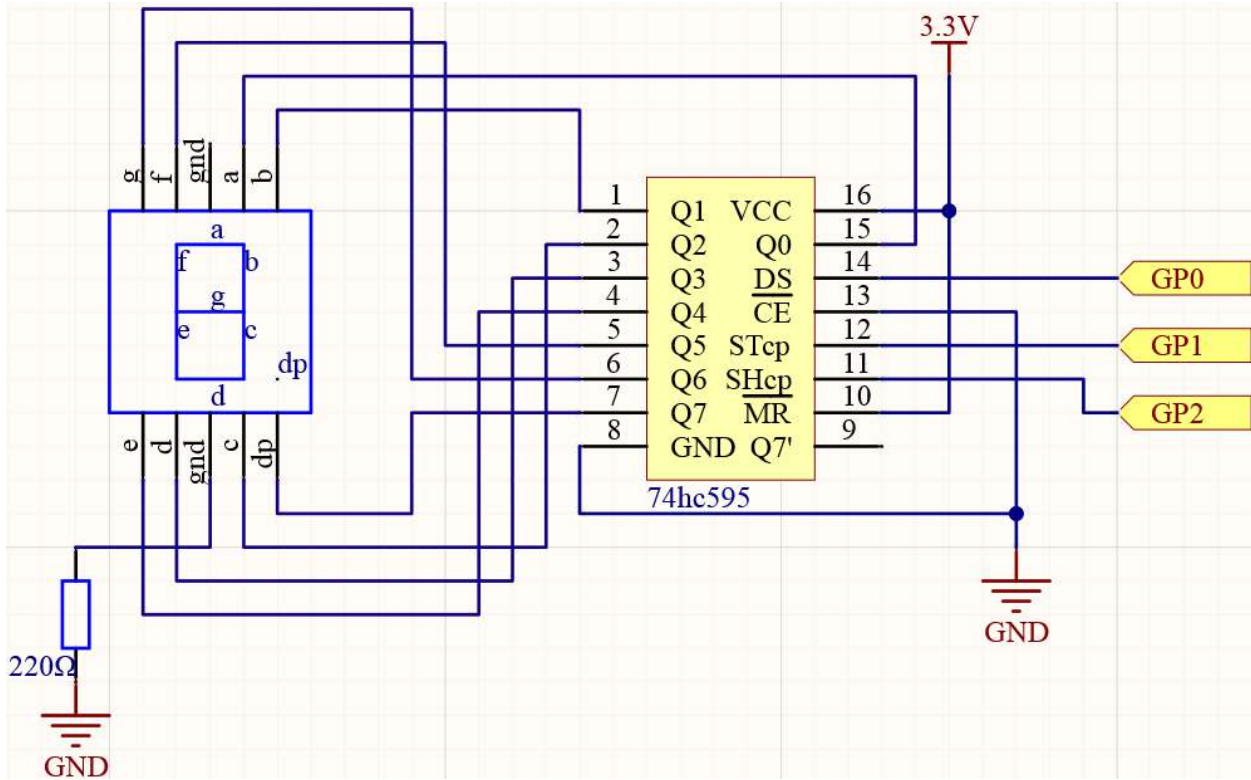 3.3V
g
f
gnd
a
b
a
f
b
g
e
c
dp
d
e
d
gnd
c
dp
220Ω
GND
1
2
3
4
5
6
7
8
Q1 VCC
Q2 Q0
Q3 DS
Q4 CE
Q5 STcp
Q6 SHcp
Q7 MR
GND Q7'
16
15
14
13
12
11
10
9
74hc595
GP0
GP1
GP2
GND